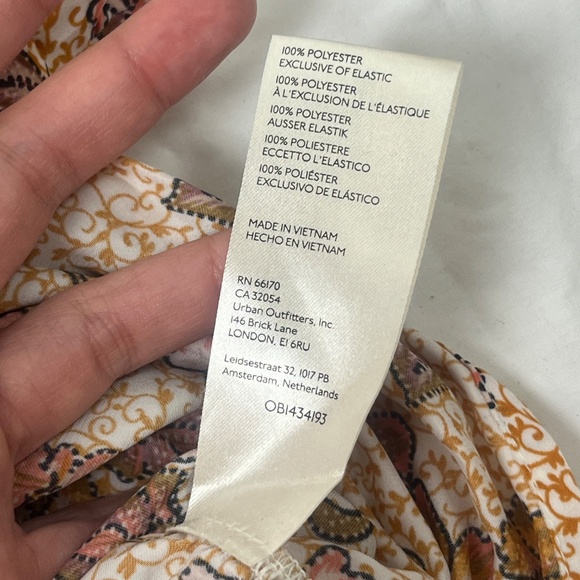 100% POLYESTER
EXCLUSIVE OF ELASTIC
100% POLYESTER
À L'EXCLUSION DE L'ÉLASTIQUE
100% POLYESTER
AUSSER ELASTIK
100% POLIESTERE
ECCETTO L'ELASTICO
100% POLIÉSTER
EXCLUSIVO DE ELÁSTICO
MADE IN VIETNAM
HECHO EN VIETNAM
RN 66170
CA 32054
Urban Outfitters, Inc.
146 Brick Lane
LONDON, E1 6RU
Leidsestraat 32, 1017 PB
Amsterdam, Netherlands
OB1434193